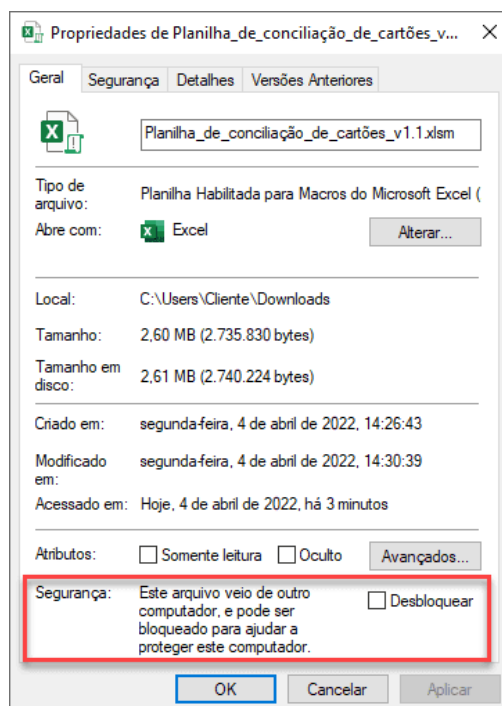 Propriedades de Planilha_de_conciliação_de_cartões_v...
Geral Segurança Detalhes Versões Anteriores
Planilha_de_conciliação_de_cartões_v1.1.xlsm
Tipo de arquivo: Planilha Habilitada para Macros do Microsoft Excel (
Abre com: Excel Alterar...
Local: C:\Users\Cliente\Downloads
Tamanho: 2,60 MB (2.735.830 bytes)
Tamanho em disco: 2,61 MB (2.740.224 bytes)
Criado em: segunda-feira, 4 de abril de 2022, 14:26:43
Modificado em: segunda-feira, 4 de abril de 2022, 14:30:39
Acessado em: Hoje, 4 de abril de 2022, há 3 minutos
Atributos: Somente leitura Oculto Avançados...
Segurança: Este arquivo veio de outro
computador, e pode ser
bloqueado para ajudar a
proteger este computador.
Desbloquear
OK Cancelar Aplicar